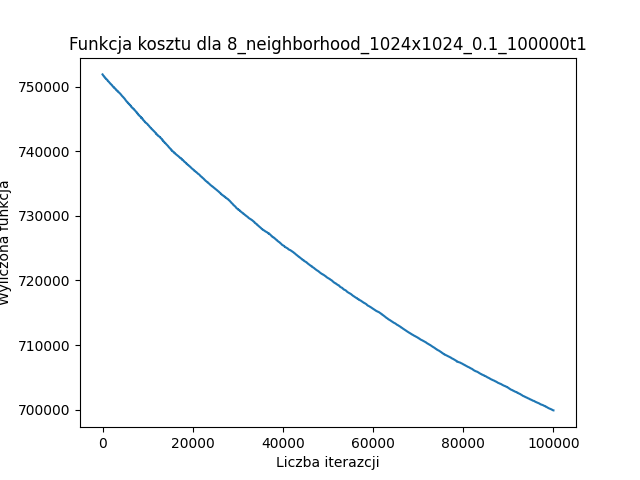 Funkcja kosztu dla 8_neighborhood_1024x1024_0.1_100000t1
Wyliczona funkcja
750000
740000
730000
720000
710000
700000
0 20000 40000 60000 80000 100000
Liczba iterazcji